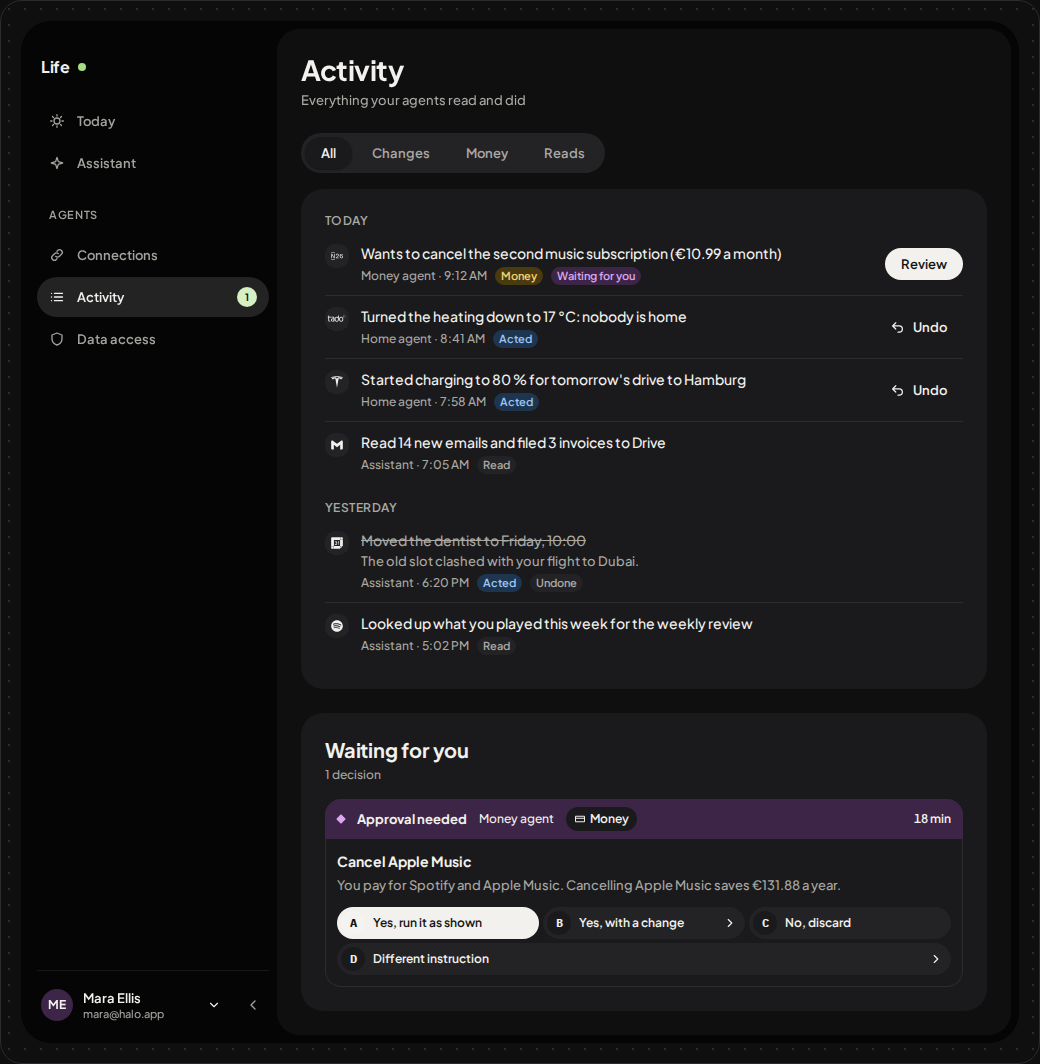 Life
Today
Assistant
AGENTS
Connections
Activity
1
Data access
ME
Mara Ellis
mara@halo.app
Activity
Everything your agents read and did
All
Changes
Money
Reads
TODAY
N26
Wants to cancel the second music subscription (€10.99 a month)
Money agent · 9:12 AM Money Waiting for you
Review
tado°
Turned the heating down to 17 °C: nobody is home
Home agent · 8:41 AM Acted
Undo
Started charging to 80 % for tomorrow's drive to Hamburg
Home agent · 7:58 AM Acted
Undo
Read 14 new emails and filed 3 invoices to Drive
Assistant · 7:05 AM Read
YESTERDAY
Moved the dentist to Friday, 10:00
The old slot clashed with your flight to Dubai.
Assistant · 6:20 PM Acted Undone
Looked up what you played this week for the weekly review
Assistant · 5:02 PM Read
Waiting for you
1 decision
Approval needed Money agent Money 18 min
Cancel Apple Music
You pay for Spotify and Apple Music. Cancelling Apple Music saves €131.88 a year.
A Yes, run it as shown
B Yes, with a change
C No, discard
D Different instruction